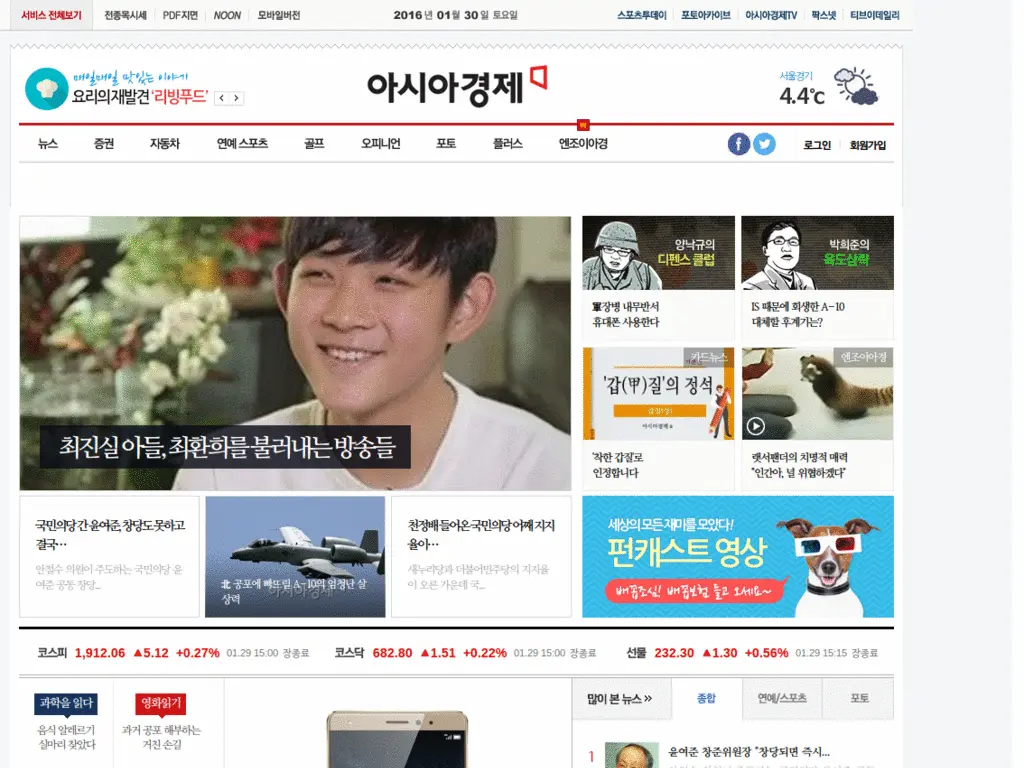 서비스 전체보기 전종목시세 PDF지면 NOON 모바일버전 2016년 01월 30일 토요일 스포츠투데이 포토아카이브 아시아경제TV 팍스넷 티브이데일리
매일매일 맛있는 이야기
요리의재발견 '리빙푸드'
아시아경제
서울경기
4.4℃
뉴스 증권 자동차 연예 스포츠 골프 오피니언 포토 플러스 엔조이아경 로그인 회원가입
최진실 아들, 최환희를 불러내는 방송들
양낙규의
디펜스 클럽
軍장병 내무반서
휴대폰 사용한다
박희준의
육도삼략
IS 때문에 회생한 A-10
대체할 후계기는?
카드뉴스
'갑(甲)질'의 정석
아시아경제
'착한 갑질'로
인정합니다
엔조이아경
랫서팬더의 치명적 매력
"인간아, 널 위협하겠다"
국민의당 간 윤여준, 창당도 못하고
결국…
안철수 의원이 주도하는 국민의당 윤
여준 공동 창당...
北 공포에 빠뜨릴 A-10의 엄청난 살
상력
아시아경제
천정배 들어온 국민의당 어째 지지
율아…
새누리당과 더불어민주당의 지지율
이 오른 가운데 국...
세상의 모든 재미를 모았다!
펀캐스트 영상
배꼽조심! 배꼽보험 들고 오세요~
코스피 1,912.06 ▲5.12 +0.27% 01.29 15:00 장종료 코스닥 682.80 ▲1.51 +0.22% 01.29 15:00 장종료 선물 232.30 ▲1.30 +0.56% 01.29 15:15 장종료
과학을 읽다
음식 알레르기
실마리 찾았다
영화읽기
과거 공포 해부하는
거친 손길
많이 본 뉴스 » 종합 연예/스포츠 포토
1 윤여준 창준위원장 "창당되면 즉시...